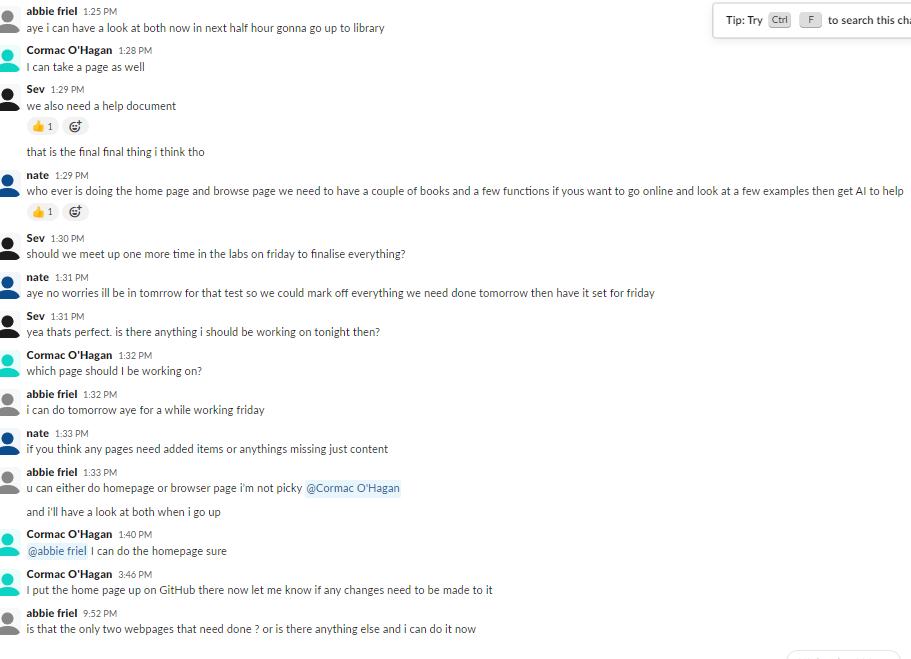 abbie friel 1:25 PM
aye i can have a look at both now in next half hour gonna go up to library
Tip: Try Ctrl F to search this cha
Cormac O'Hagan 1:28 PM
I can take a page as well
Sev 1:29 PM
we also need a help document
👍 1
that is the final final thing i think tho
nate 1:29 PM
who ever is doing the home page and browse page we need to have a couple of books and a few functions if yous want to go online and look at a few examples then get AI to help
👍 1
Sev 1:30 PM
should we meet up one more time in the labs on friday to finalise everything?
nate 1:31 PM
aye no worries ill be in tomrrow for that test so we could mark off everything we need done tomorrow then have it set for friday
Sev 1:31 PM
yea thats perfect. is there anything i should be working on tonight then?
Cormac O'Hagan 1:32 PM
which page should I be working on?
abbie friel 1:32 PM
i can do tomorrow aye for a while working friday
nate 1:33 PM
if you think any pages need added items or anythings missing just content
abbie friel 1:33 PM
u can either do homepage or browser page i'm not picky @Cormac O'Hagan
and i'll have a look at both when i go up
Cormac O'Hagan 1:40 PM
@abbie friel I can do the homepage sure
Cormac O'Hagan 3:46 PM
I put the home page up on GitHub there now let me know if any changes need to be made to it
abbie friel 9:52 PM
is that the only two webpages that need done ? or is there anything else and i can do it now